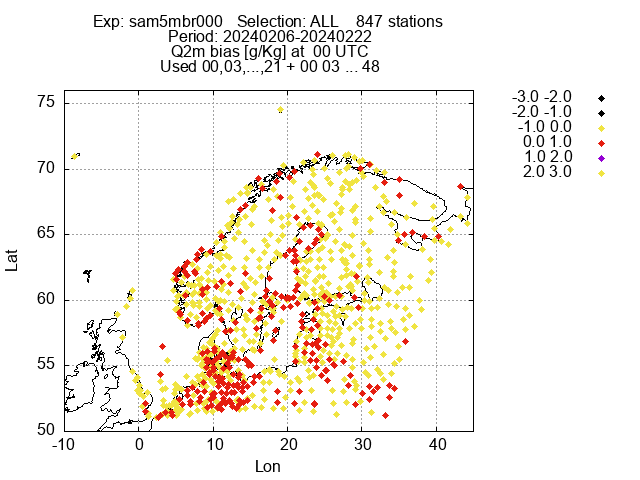 Exp: sam5mbr000 Selection: ALL 847 stations
Period: 20240206-20240222
Q2m bias [g/Kg] at 00 UTC
Used 00,03,...,21 + 00 03 ... 48
-3.0 -2.0
-2.0 -1.0
-1.0 0.0
0.0 1.0
1.0 2.0
2.0 3.0
75
70
65
60
55
50
Lat
-10 0 10 20 30 40
Lon